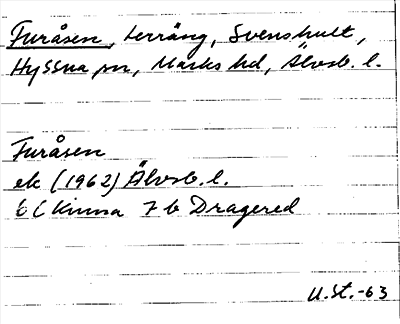 Furåsen, terräng, Svenshult,
Hyssna sn, Marks hd, Älvsb. l.
Furåsen
ek (1962) Älvsb. l.
6 C Kinna 7 b Dragered
U.St.-63